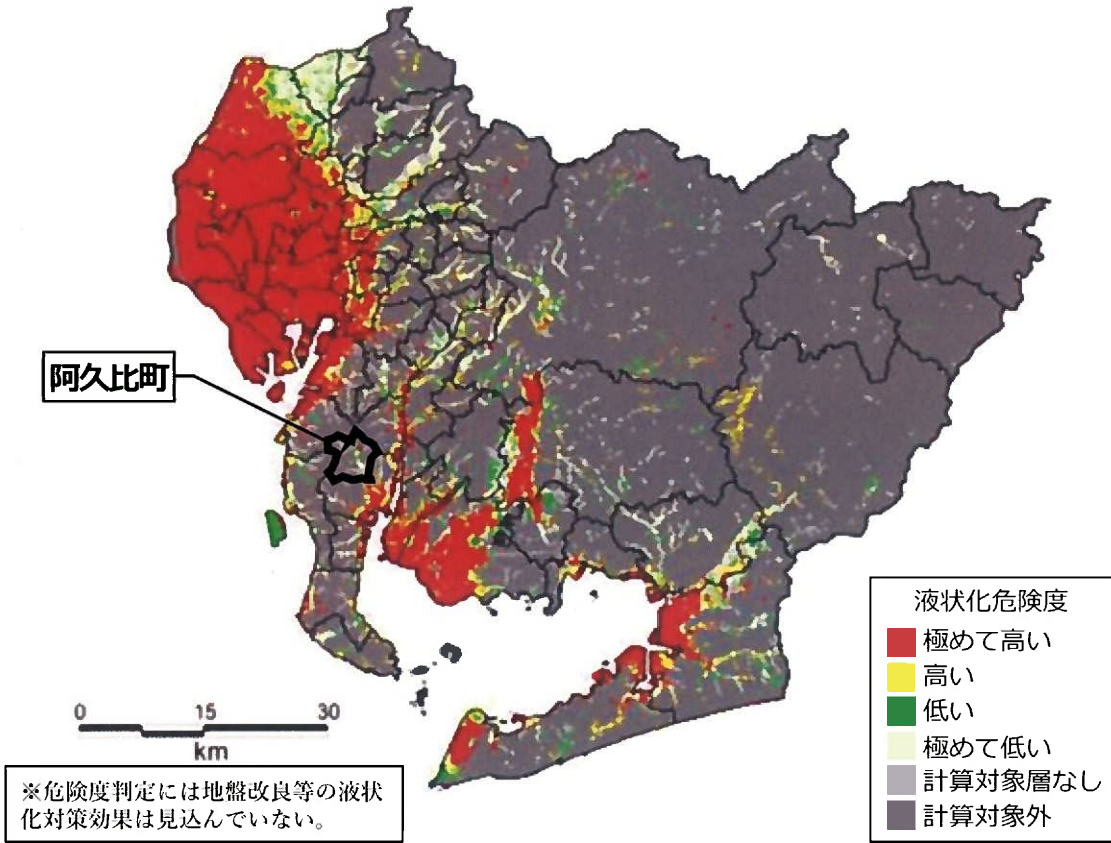 阿久比町
0 15 30
km
※危険度判定には地盤改良等の液状
化対策効果は見込んでいない。
液状化危険度
極めて高い
高い
低い
極めて低い
計算対象層なし
計算対象外